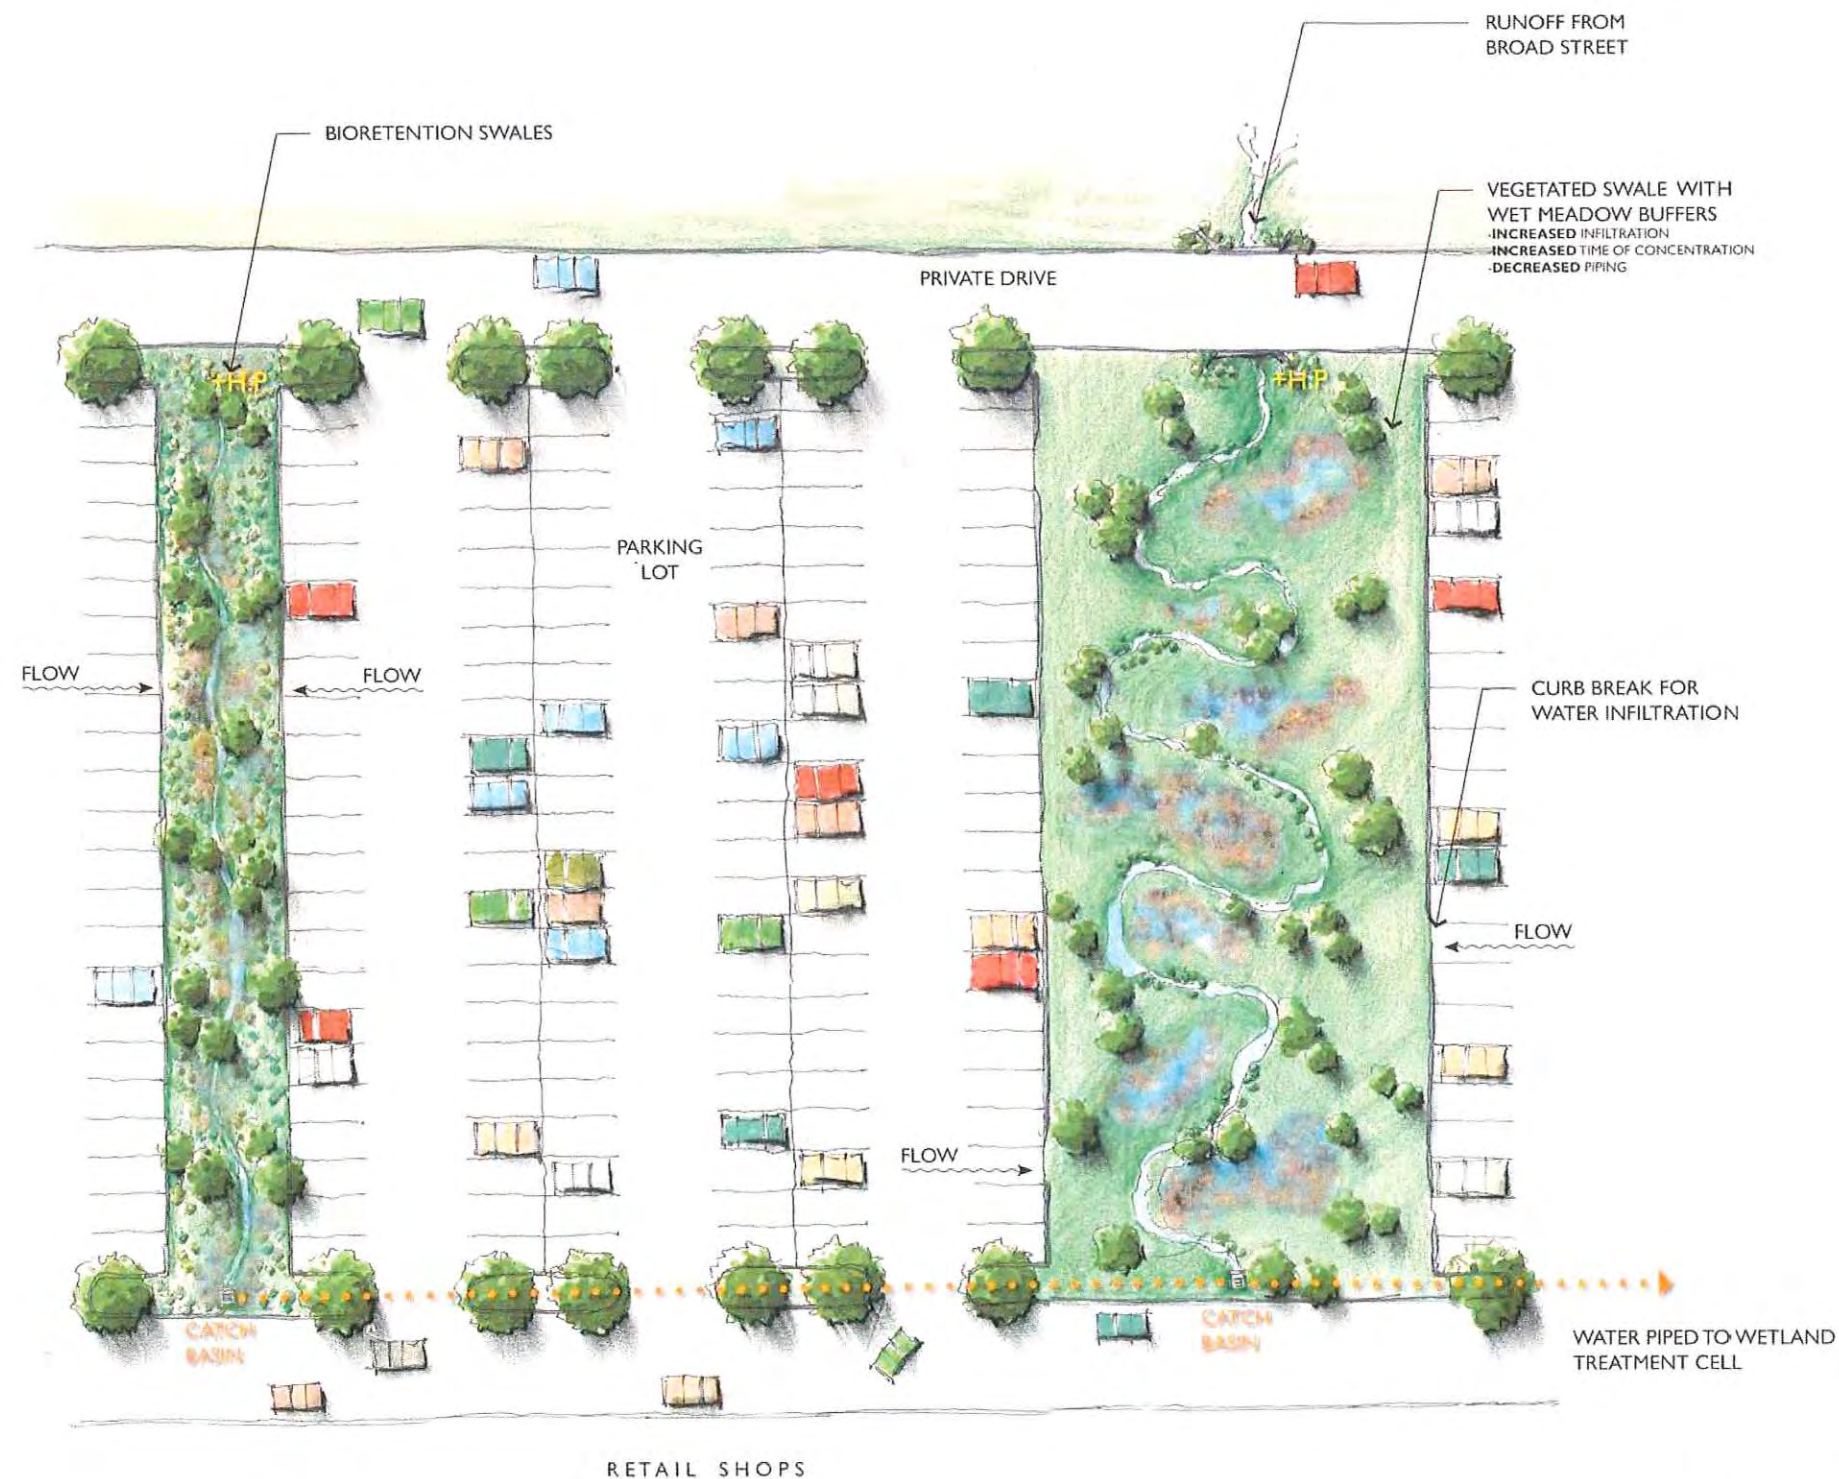 RUNOFF FROM
BROAD STREET
BIORETENTION SWALES
VEGETATED SWALE WITH
WET MEADOW BUFFERS
-INCREASED INFILTRATION
-INCREASED TIME OF CONCENTRATION
-DECREASED PIPING
PRIVATE DRIVE
+H.P
+H.P
PARKING
LOT
FLOW
FLOW
CURB BREAK FOR
WATER INFILTRATION
FLOW
FLOW
CATCH
BASIN
CATCH
BASIN
WATER PIPED TO WETLAND
TREATMENT CELL
RETAIL SHOPS